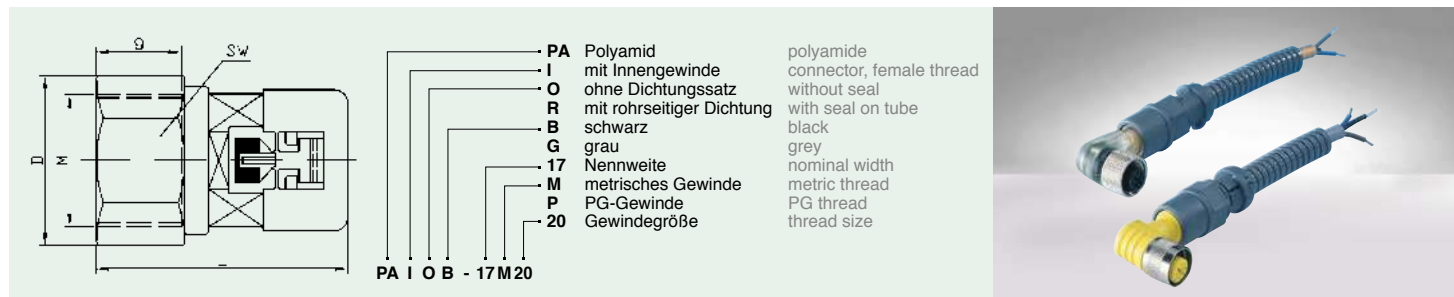 g
SW
D
M
PA Polyamid polyamide
I mit Innengewinde connector, female thread
O ohne Dichtungssatz without seal
R mit rohrseitiger Dichtung with seal on tube
B schwarz black
G grau grey
17 Nennweite nominal width
M metrisches Gewinde metric thread
P PG-Gewinde PG thread
20 Gewindegröße thread size
PA I O B - 17 M 20